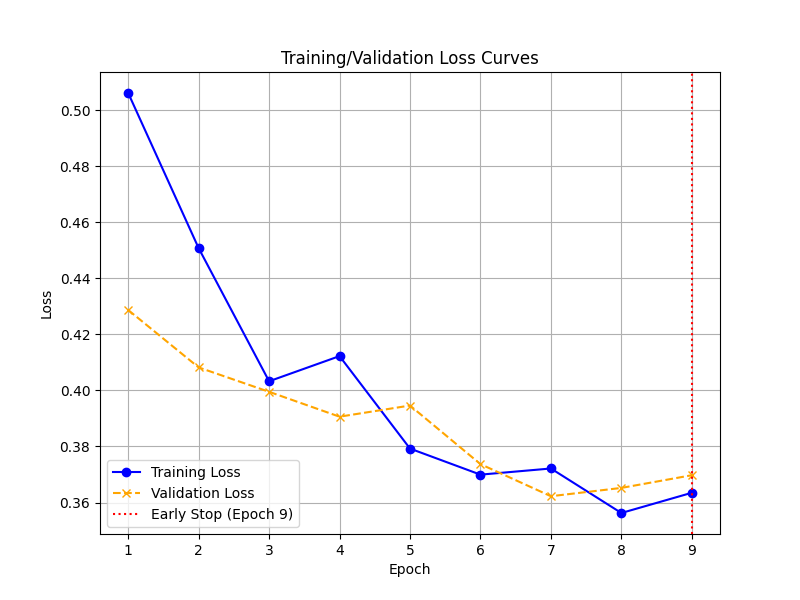 Training/Validation Loss Curves
Loss
0.50
0.48
0.46
0.44
0.42
0.40
0.38
0.36
Training Loss
Validation Loss
Early Stop (Epoch 9)
1 2 3 4 5 6 7 8 9
Epoch